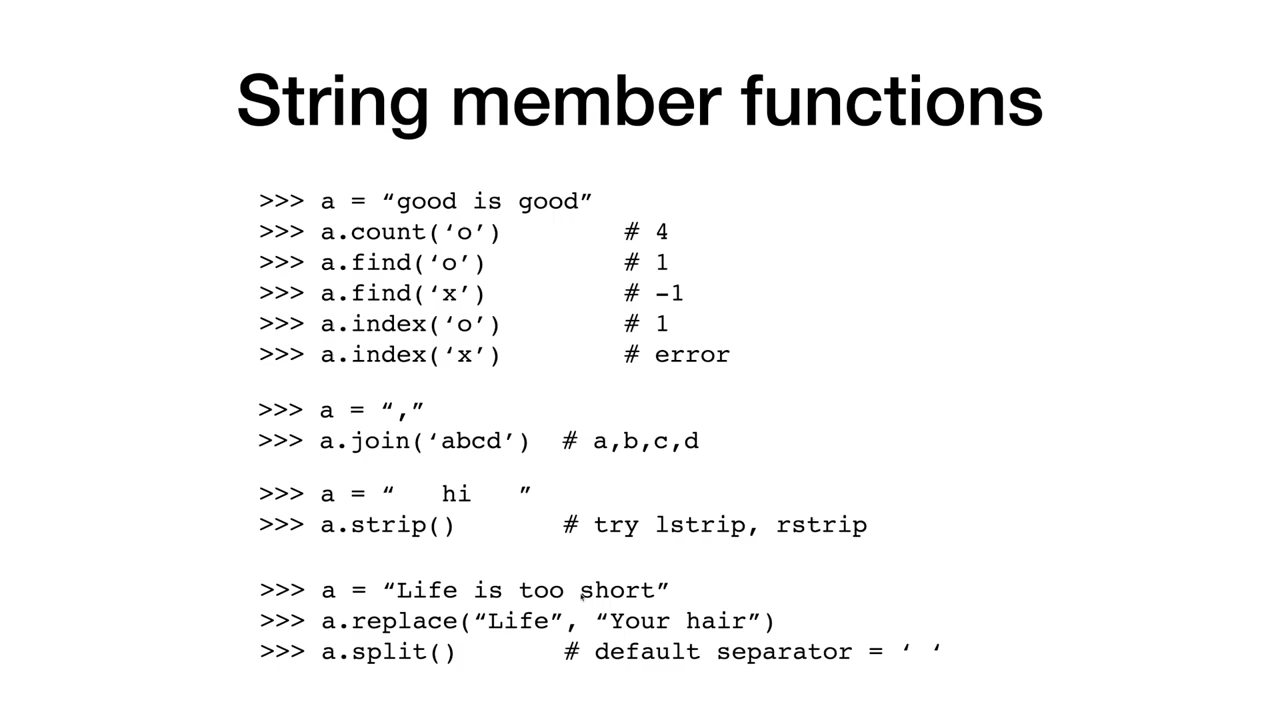 String member functions
>>> a = “good is good”
>>> a.count(‘o’) # 4
>>> a.find(‘o’) # 1
>>> a.find(‘x’) # -1
>>> a.index(‘o’) # 1
>>> a.index(‘x’) # error
>>> a = “,”
>>> a.join(‘abcd’) # a,b,c,d
>>> a = “   hi   ”
>>> a.strip() # try lstrip, rstrip
>>> a = “Life is too short”
>>> a.replace(“Life”, “Your hair”)
>>> a.split() # default separator = ‘ ‘